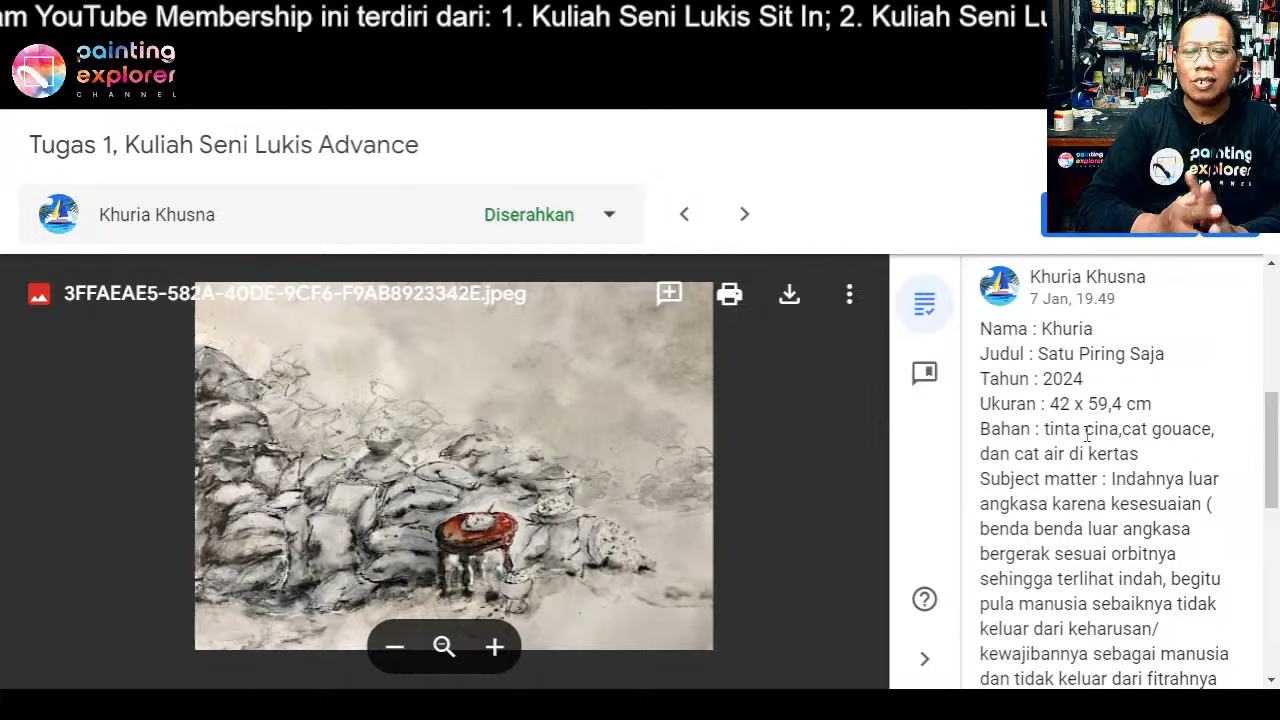 am YouTube Membership ini terdiri dari: 1. Kuliah Seni Lukis Sit In; 2. Kuliah Seni Lu
painting
explorer
CHANNEL
painting
explorer
CHANNEL
Tugas 1, Kuliah Seni Lukis Advance
Khuria Khusna
Diserahkan
3FFAEAE5-582A-40DE-9CF6-F9AB8923342E.jpeg
Khuria Khusna
7 Jan, 19.49
Nama : Khuria
Judul : Satu Piring Saja
Tahun : 2024
Ukuran : 42 x 59,4 cm
Bahan : tinta cina,cat gouace,
dan cat air di kertas
Subject matter : Indahnya luar
angkasa karena kesesuaian (
benda benda luar angkasa
bergerak sesuai orbitnya
sehingga terlihat indah, begitu
pula manusia sebaiknya tidak
keluar dari keharusan/
kewajibannya sebagai manusia
dan tidak keluar dari fitrahnya